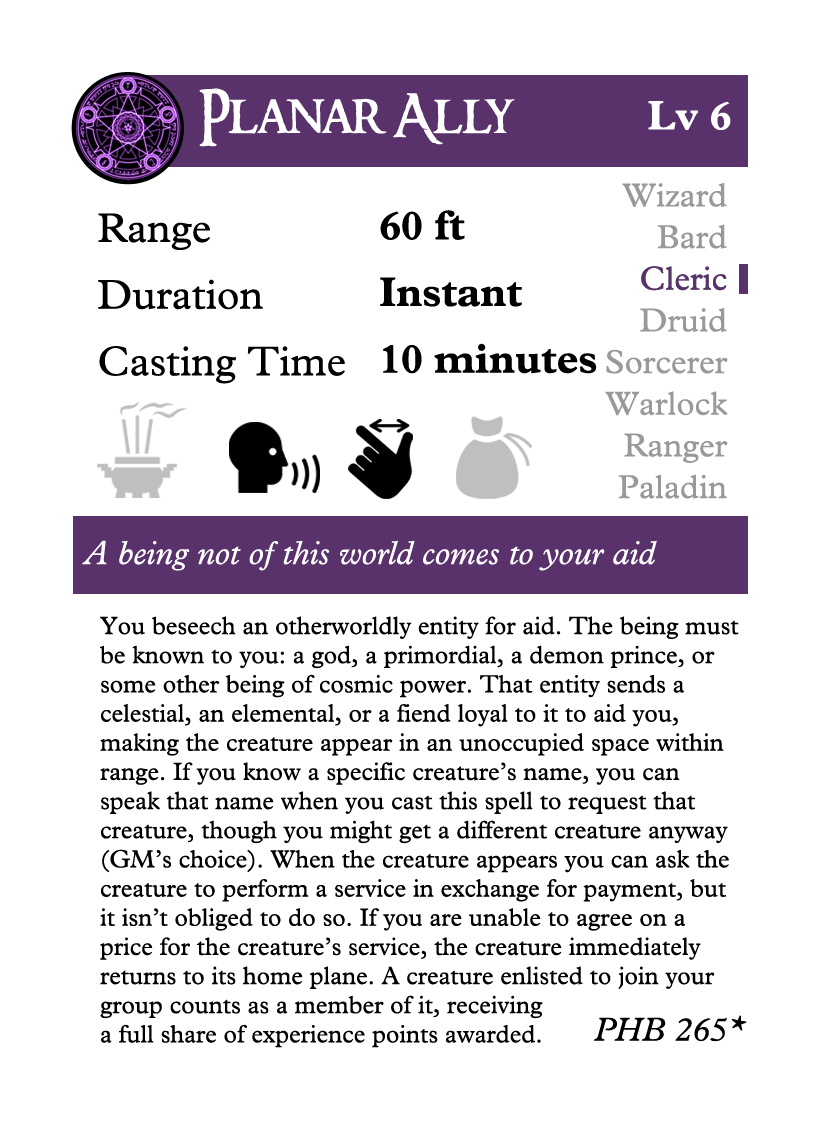 Planar Ally
Lv 6
Range 60 ft
Duration Instant
Casting Time 10 minutes
Wizard
Bard
Cleric
Druid
Sorcerer
Warlock
Ranger
Paladin
A being not of this world comes to your aid
You beseech an otherworldly entity for aid. The being must
be known to you: a god, a primordial, a demon prince, or
some other being of cosmic power. That entity sends a
celestial, an elemental, or a fiend loyal to it to aid you,
making the creature appear in an unoccupied space within
range. If you know a specific creature’s name, you can
speak that name when you cast this spell to request that
creature, though you might get a different creature anyway
(GM’s choice). When the creature appears you can ask the
creature to perform a service in exchange for payment, but
it isn’t obliged to do so. If you are unable to agree on a
price for the creature’s service, the creature immediately
returns to its home plane. A creature enlisted to join your
group counts as a member of it, receiving
a full share of experience points awarded.
PHB 265*